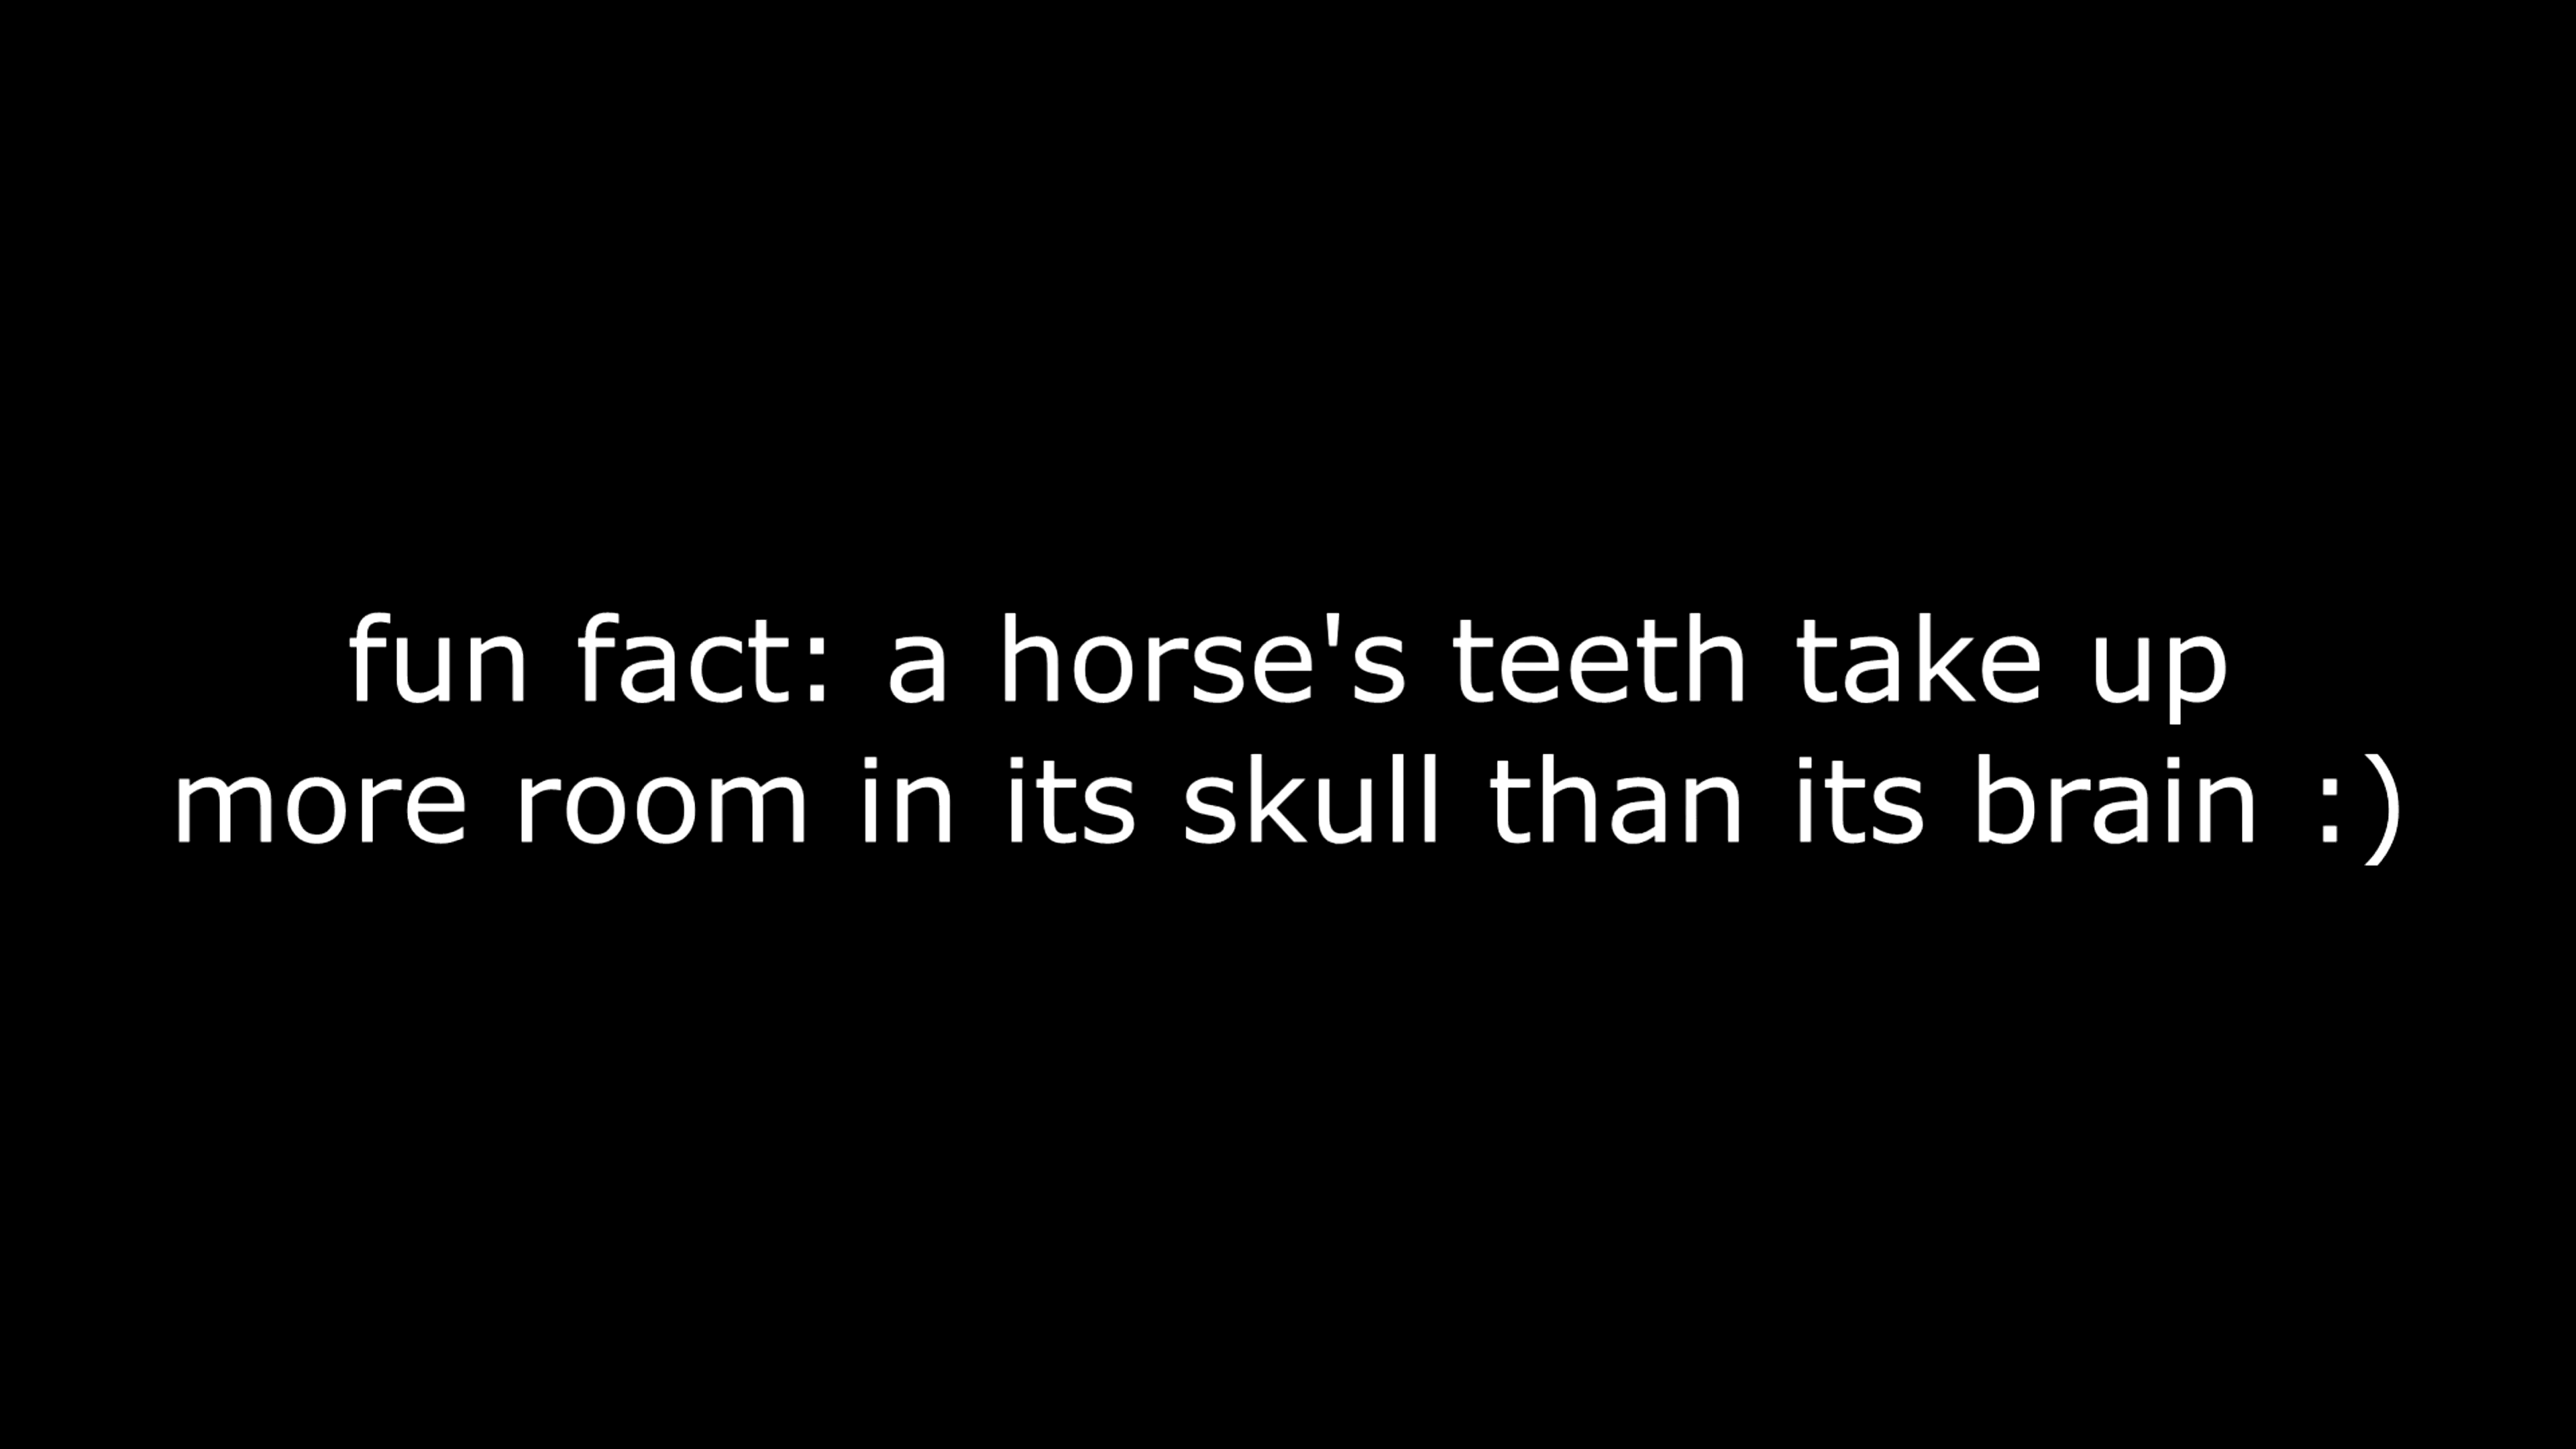 fun fact: a horse's teeth take up
more room in its skull than its brain :)